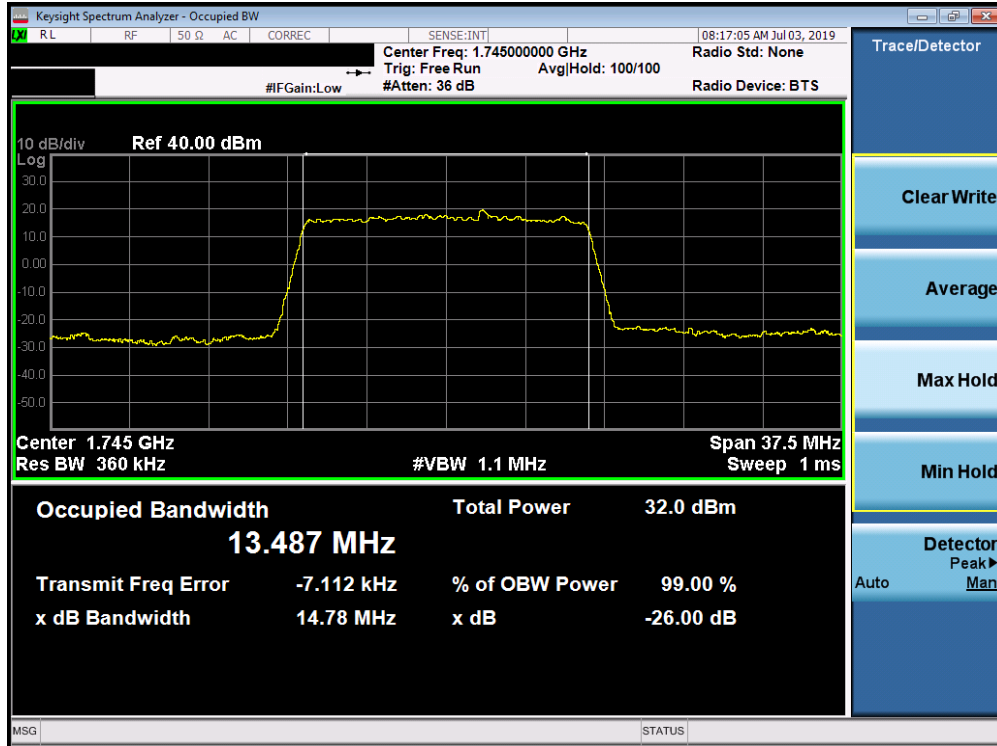 Keysight Spectrum Analyzer - Occupied BW
LXI RL RF 50 Ω AC CORREC SENSE:INT 08:17:05 AM Jul 03, 2019
Center Freq: 1.745000000 GHz Radio Std: None
Trig: Free Run Avg|Hold: 100/100
#IFGain:Low #Atten: 36 dB Radio Device: BTS
10 dB/div Ref 40.00 dBm
Log
30.0
20.0
10.0
0.00
-10.0
-20.0
-30.0
-40.0
-50.0
Center 1.745 GHz Span 37.5 MHz
Res BW 360 kHz #VBW 1.1 MHz Sweep 1 ms
Occupied Bandwidth Total Power 32.0 dBm
13.487 MHz
Transmit Freq Error -7.112 kHz % of OBW Power 99.00 %
x dB Bandwidth 14.78 MHz x dB -26.00 dB
MSG STATUS
Trace/Detector
Clear Write
Average
Max Hold
Min Hold
Detector
Peak▶
Auto Man